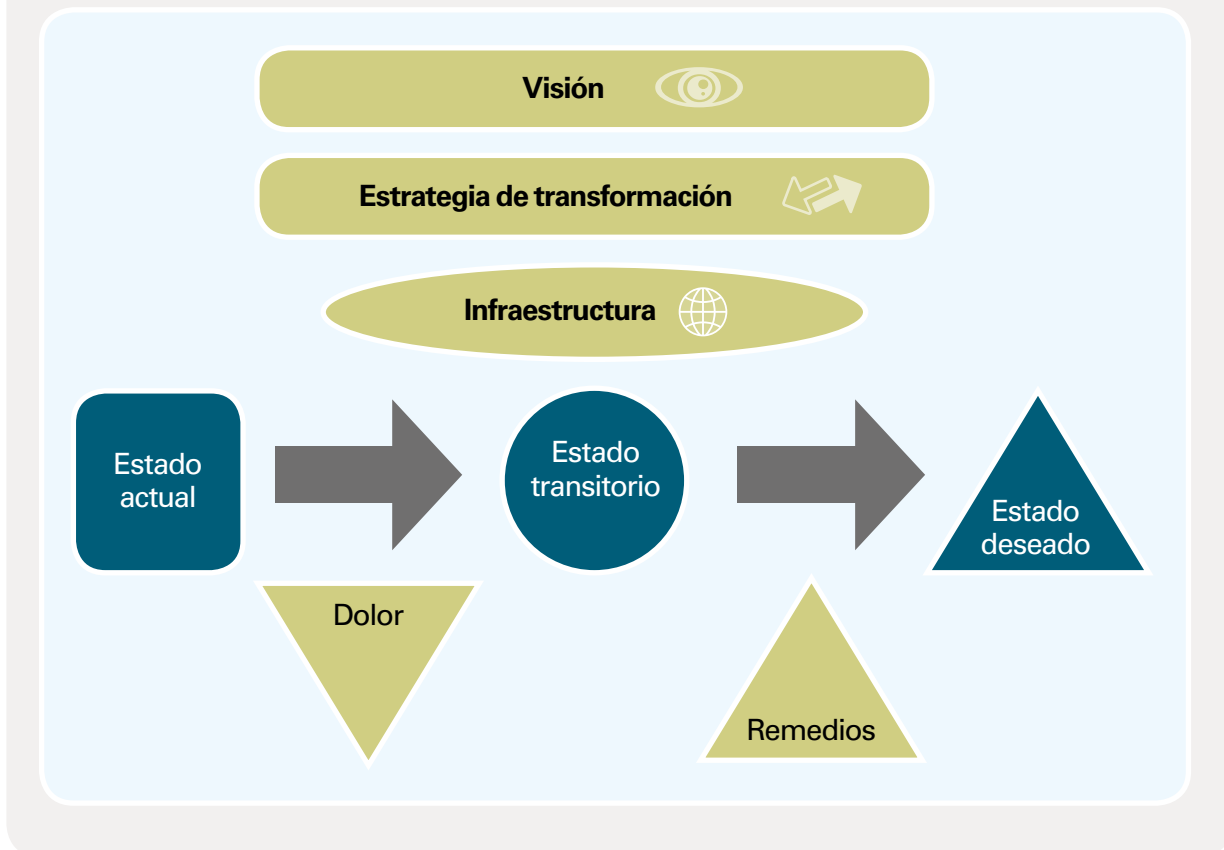 Visión
Estrategia de transformación
Infraestructura
Estado
actual
Estado
transitorio
Estado
deseado
Dolor
Remedios